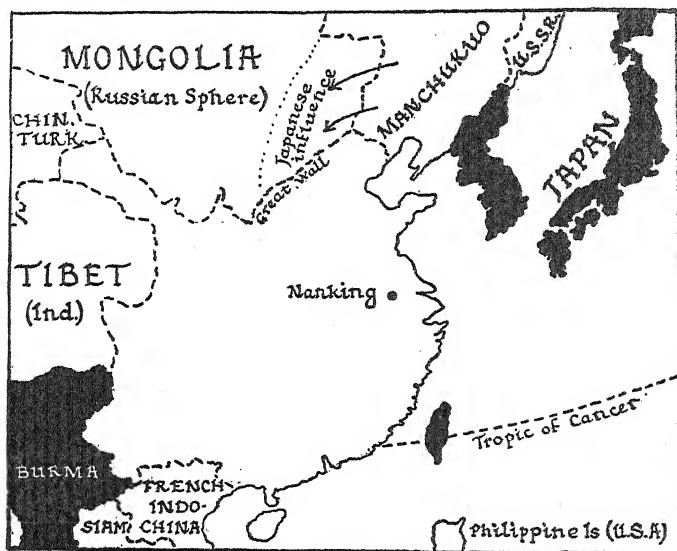 MONGOLIA
(Russian Sphere)
CHIN.
TURK.
Japanese
influence
MANCHUKUO
U.S.S.R.
Great Wall
JAPAN
TIBET
(Ind.)
Nanking
Tropic of Cancer
BURMA
FRENCH
INDO-
CHINA
SIAM
Philippine Is (U.S.A)